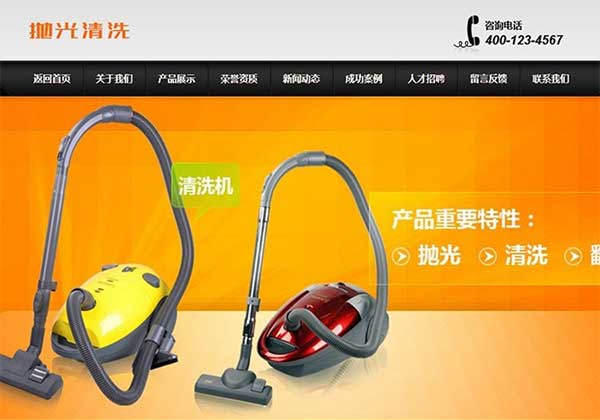 抛光清洗
咨询电话
400-123-4567
返回首页 关于我们 产品展示 荣誉资质 新闻动态 成功案例 人才招聘 留言反馈 联系我们
清洗机
产品重要特性：
抛光 清洗 翻